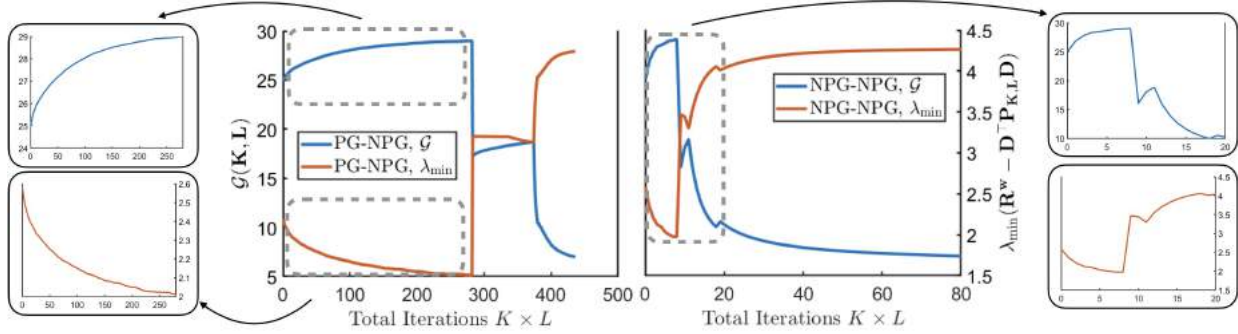 29
28
27
26
25
24
0 50 100 150 200 250
2.6
2.5
2.4
2.3
2.2
2.1
2
0 50 100 150 200 250
𝒢(K, L)
30
25
20
15
10
5
PG-NPG, 𝒢
PG-NPG, λ_min
0 100 200 300 400 500
Total Iterations K × L
NPG-NPG, 𝒢
NPG-NPG, λ_min
4.5
4
3.5
3
2.5
2
1.5
0 20 40 60 80
Total Iterations K × L
λ_min(R^w − D^⊤P_{K,L}D)
30
25
20
15
10
0 5 10 15 20
4.5
4
3.5
3
2.5
2
1.5
0 5 10 15 20